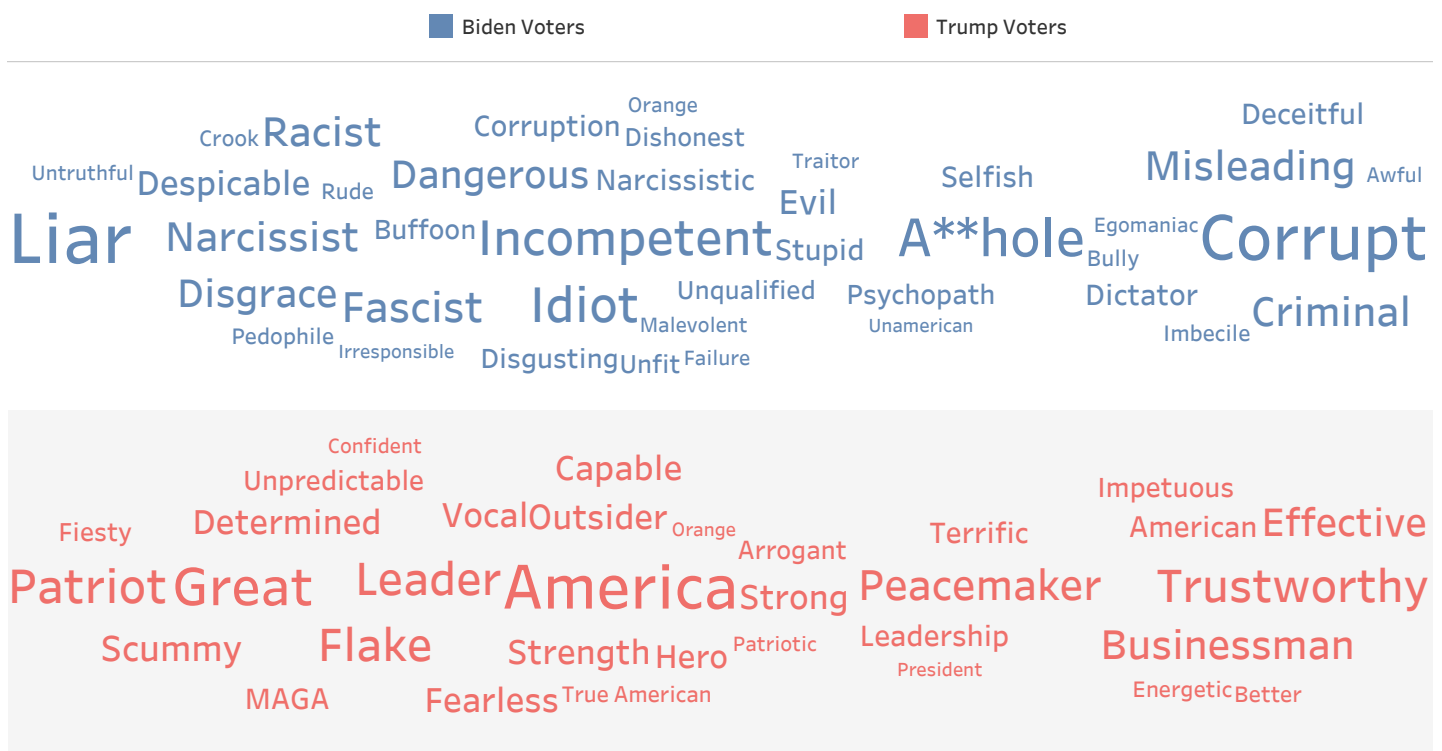 Biden Voters Trump Voters
Orange
Deceitful
Crook Racist Corruption Dishonest
Untruthful Despicable Rude Dangerous Narcissistic Traitor Selfish Misleading Awful
Evil
Liar Narcissist Buffoon Incompetent Stupid A**hole Egomaniac Corrupt
Bully
Disgrace Fascist Idiot Unqualified Psychopath Dictator Criminal
Pedophile Malevolent Unamerican Imbecile
Irresponsible Disgusting Unfit Failure
Confident
Unpredictable Capable Impetuous
Fiesty Determined Vocal Outsider Orange Terrific American Effective
Arrogant
Patriot Great Leader America Strong Peacemaker Trustworthy
Scummy Flake Strength Hero Patriotic Leadership Businessman
President
MAGA Fearless True American Energetic Better